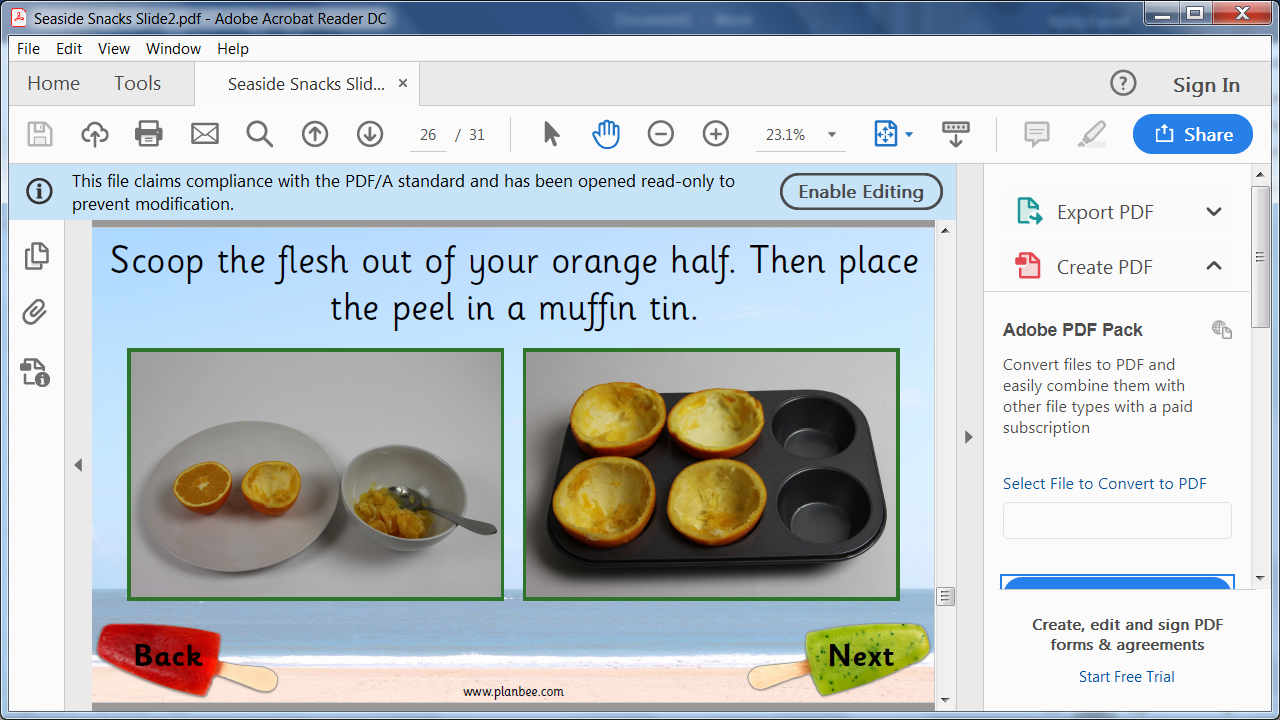 Seaside Snacks Slide2.pdf - Adobe Acrobat Reader DC
File Edit View Window Help
Home Tools Seaside Snacks Slid... Sign In
26 / 31 23.1% Share
This file claims compliance with the PDF/A standard and has been opened read-only to
prevent modification.
Enable Editing
Scoop the flesh out of your orange half. Then place
the peel in a muffin tin.
Back
Next
www.planbee.com
Export PDF
Create PDF
Adobe PDF Pack
Convert files to PDF and
easily combine them with
other file types with a paid
subscription
Select File to Convert to PDF
Create, edit and sign PDF
forms & agreements
Start Free Trial